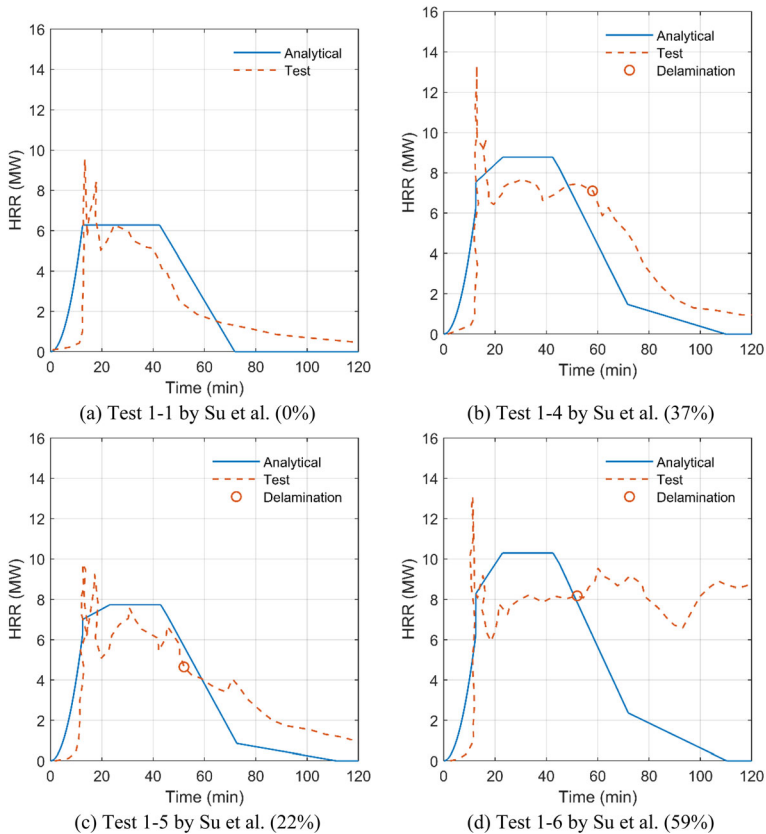 16
14
12
10
8
6
4
2
0
HRR (MW)
Analytical
Test
0 20 40 60 80 100 120
Time (min)
(a) Test 1-1 by Su et al. (0%)
16
14
12
10
8
6
4
2
0
HRR (MW)
Analytical
Test
Delamination
0 20 40 60 80 100 120
Time (min)
(b) Test 1-4 by Su et al. (37%)
16
14
12
10
8
6
4
2
0
HRR (MW)
Analytical
Test
Delamination
0 20 40 60 80 100 120
Time (min)
(c) Test 1-5 by Su et al. (22%)
16
14
12
10
8
6
4
2
0
HRR (MW)
Analytical
Test
Delamination
0 20 40 60 80 100 120
Time (min)
(d) Test 1-6 by Su et al. (59%)